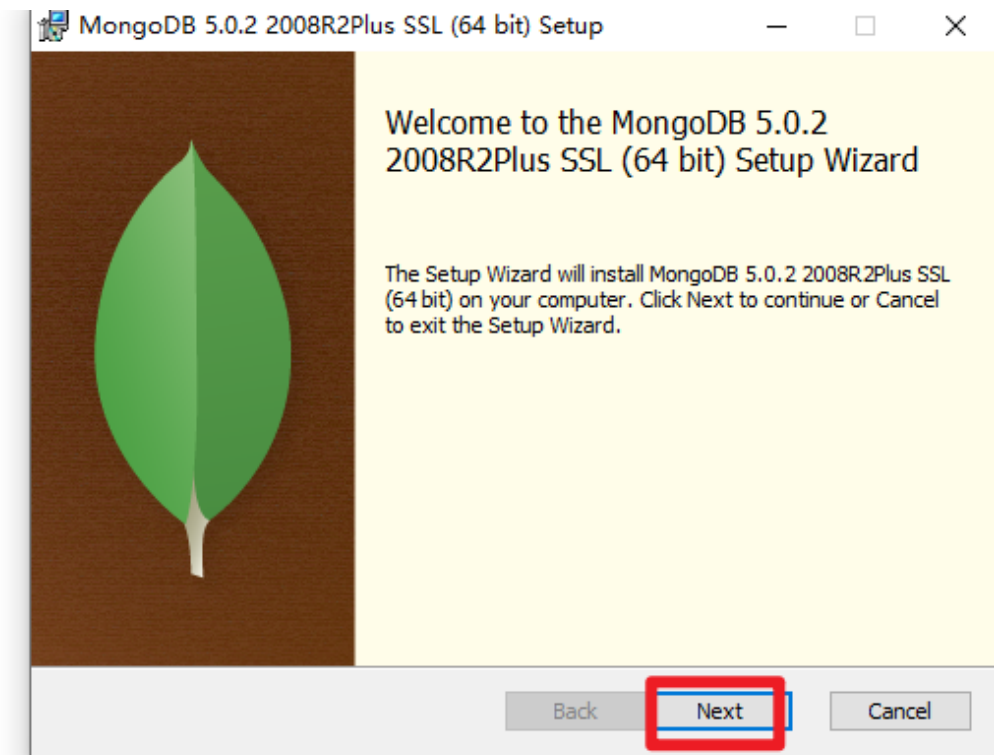 MongoDB 5.0.2 2008R2Plus SSL (64 bit) Setup
Welcome to the MongoDB 5.0.2
2008R2Plus SSL (64 bit) Setup Wizard
The Setup Wizard will install MongoDB 5.0.2 2008R2Plus SSL
(64 bit) on your computer. Click Next to continue or Cancel
to exit the Setup Wizard.
Back Next Cancel